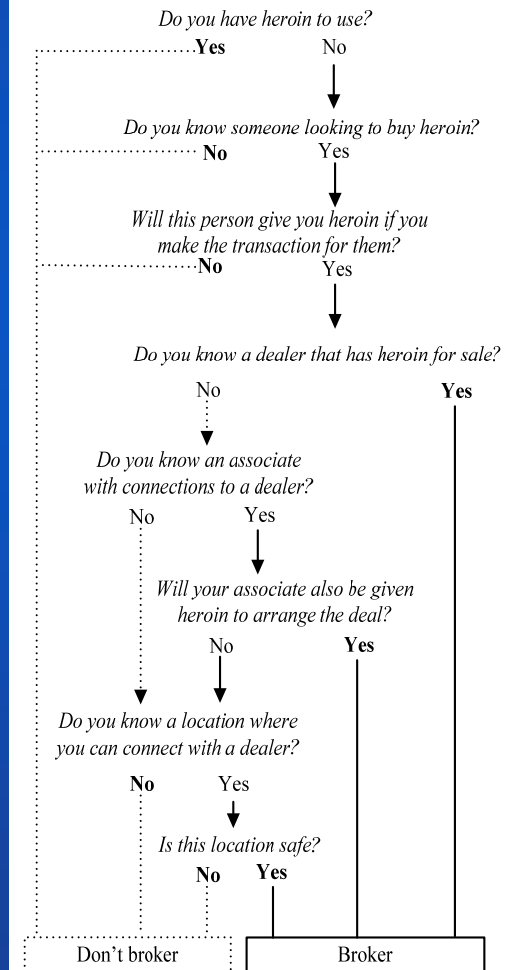 Do you have heroin to use?
Yes No
Do you know someone looking to buy heroin?
No Yes
Will this person give you heroin if you
make the transaction for them?
No Yes
Do you know a dealer that has heroin for sale?
No Yes
Do you know an associate
with connections to a dealer?
No Yes
Will your associate also be given
heroin to arrange the deal?
No Yes
Do you know a location where
you can connect with a dealer?
No Yes
Is this location safe?
No Yes
Don't broker Broker